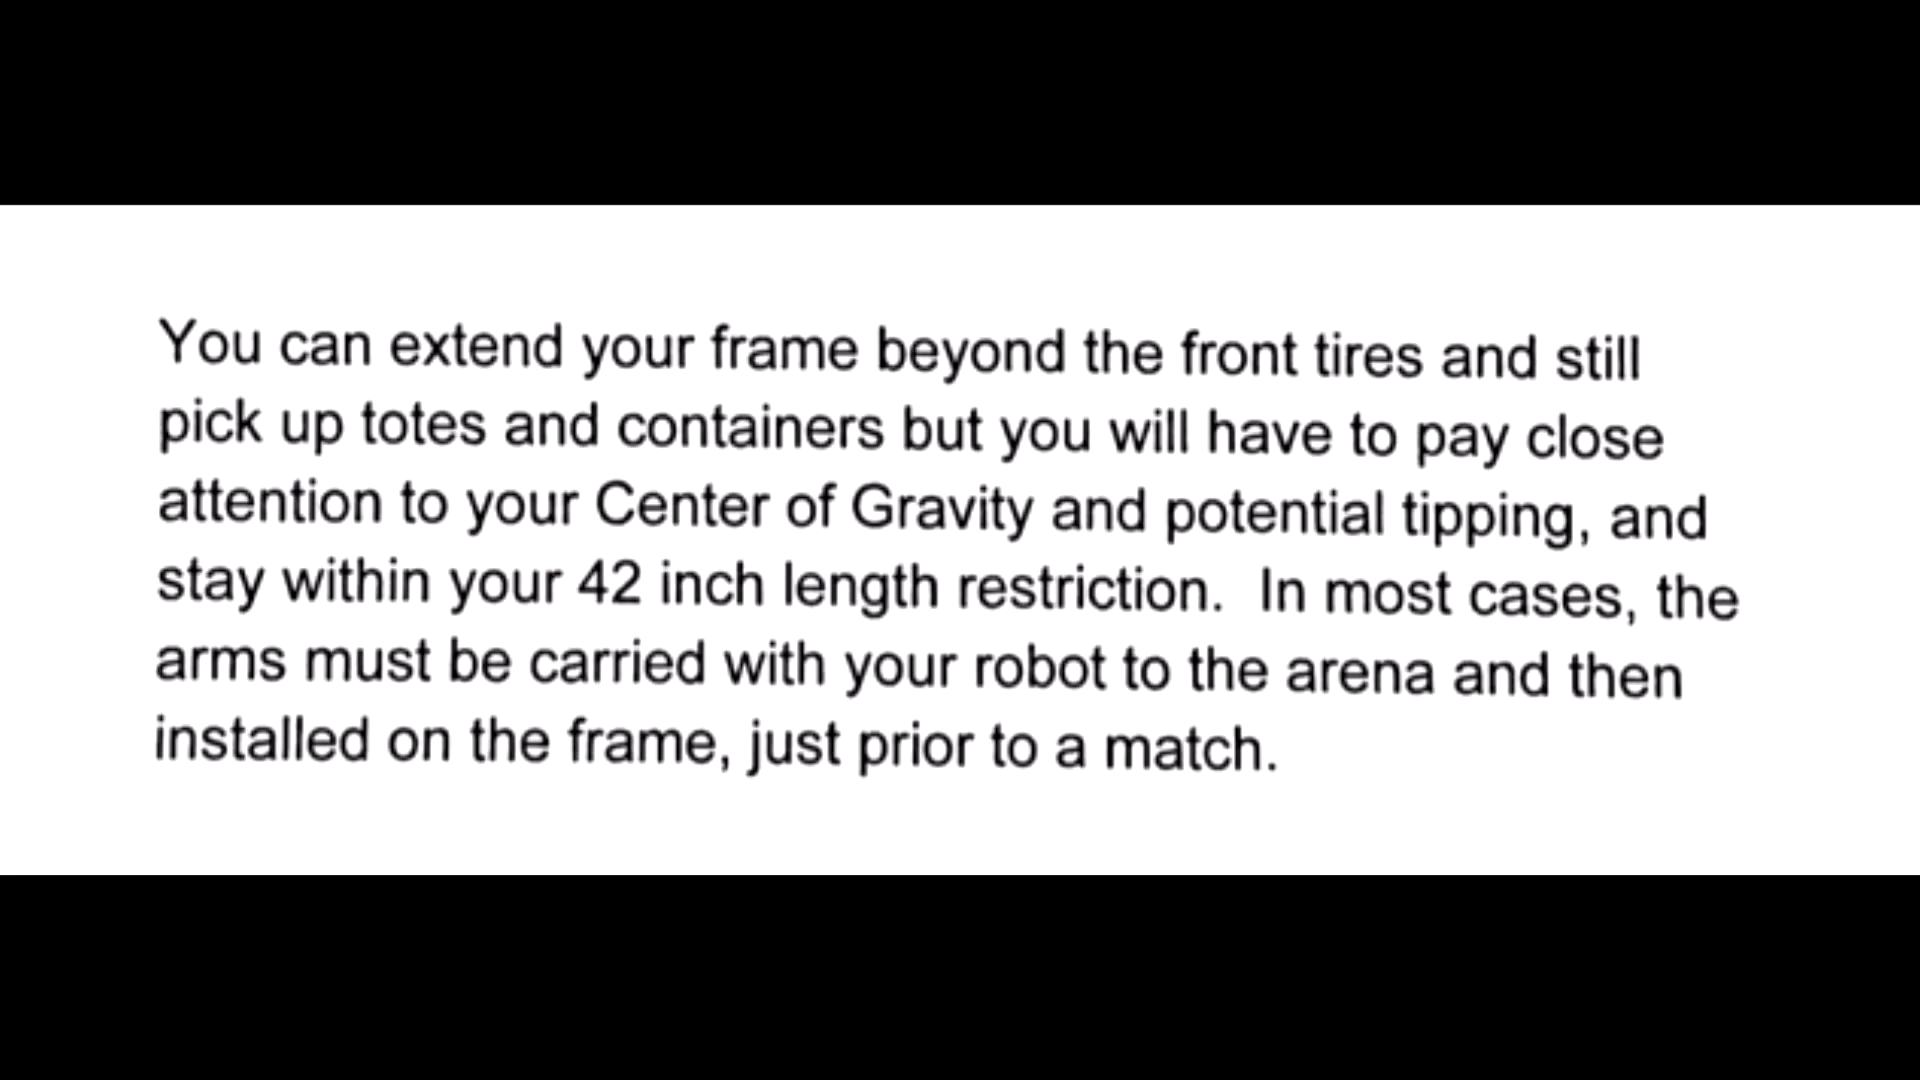 You can extend your frame beyond the front tires and still
pick up totes and containers but you will have to pay close
attention to your Center of Gravity and potential tipping, and
stay within your 42 inch length restriction.  In most cases, the
arms must be carried with your robot to the arena and then
installed on the frame, just prior to a match.